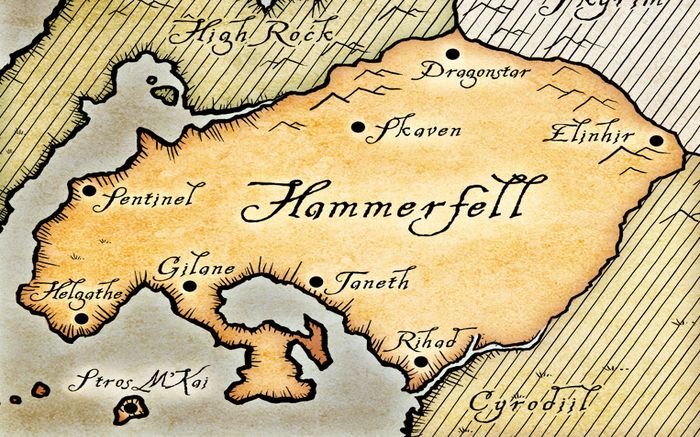 Skyrim
High Rock
Dragonstar
Skaven
Elinhir
Sentinel
Hammerfell
Gilane
Taneth
Helgathe
Rihad
Stros M'Kai
Cyrodiil